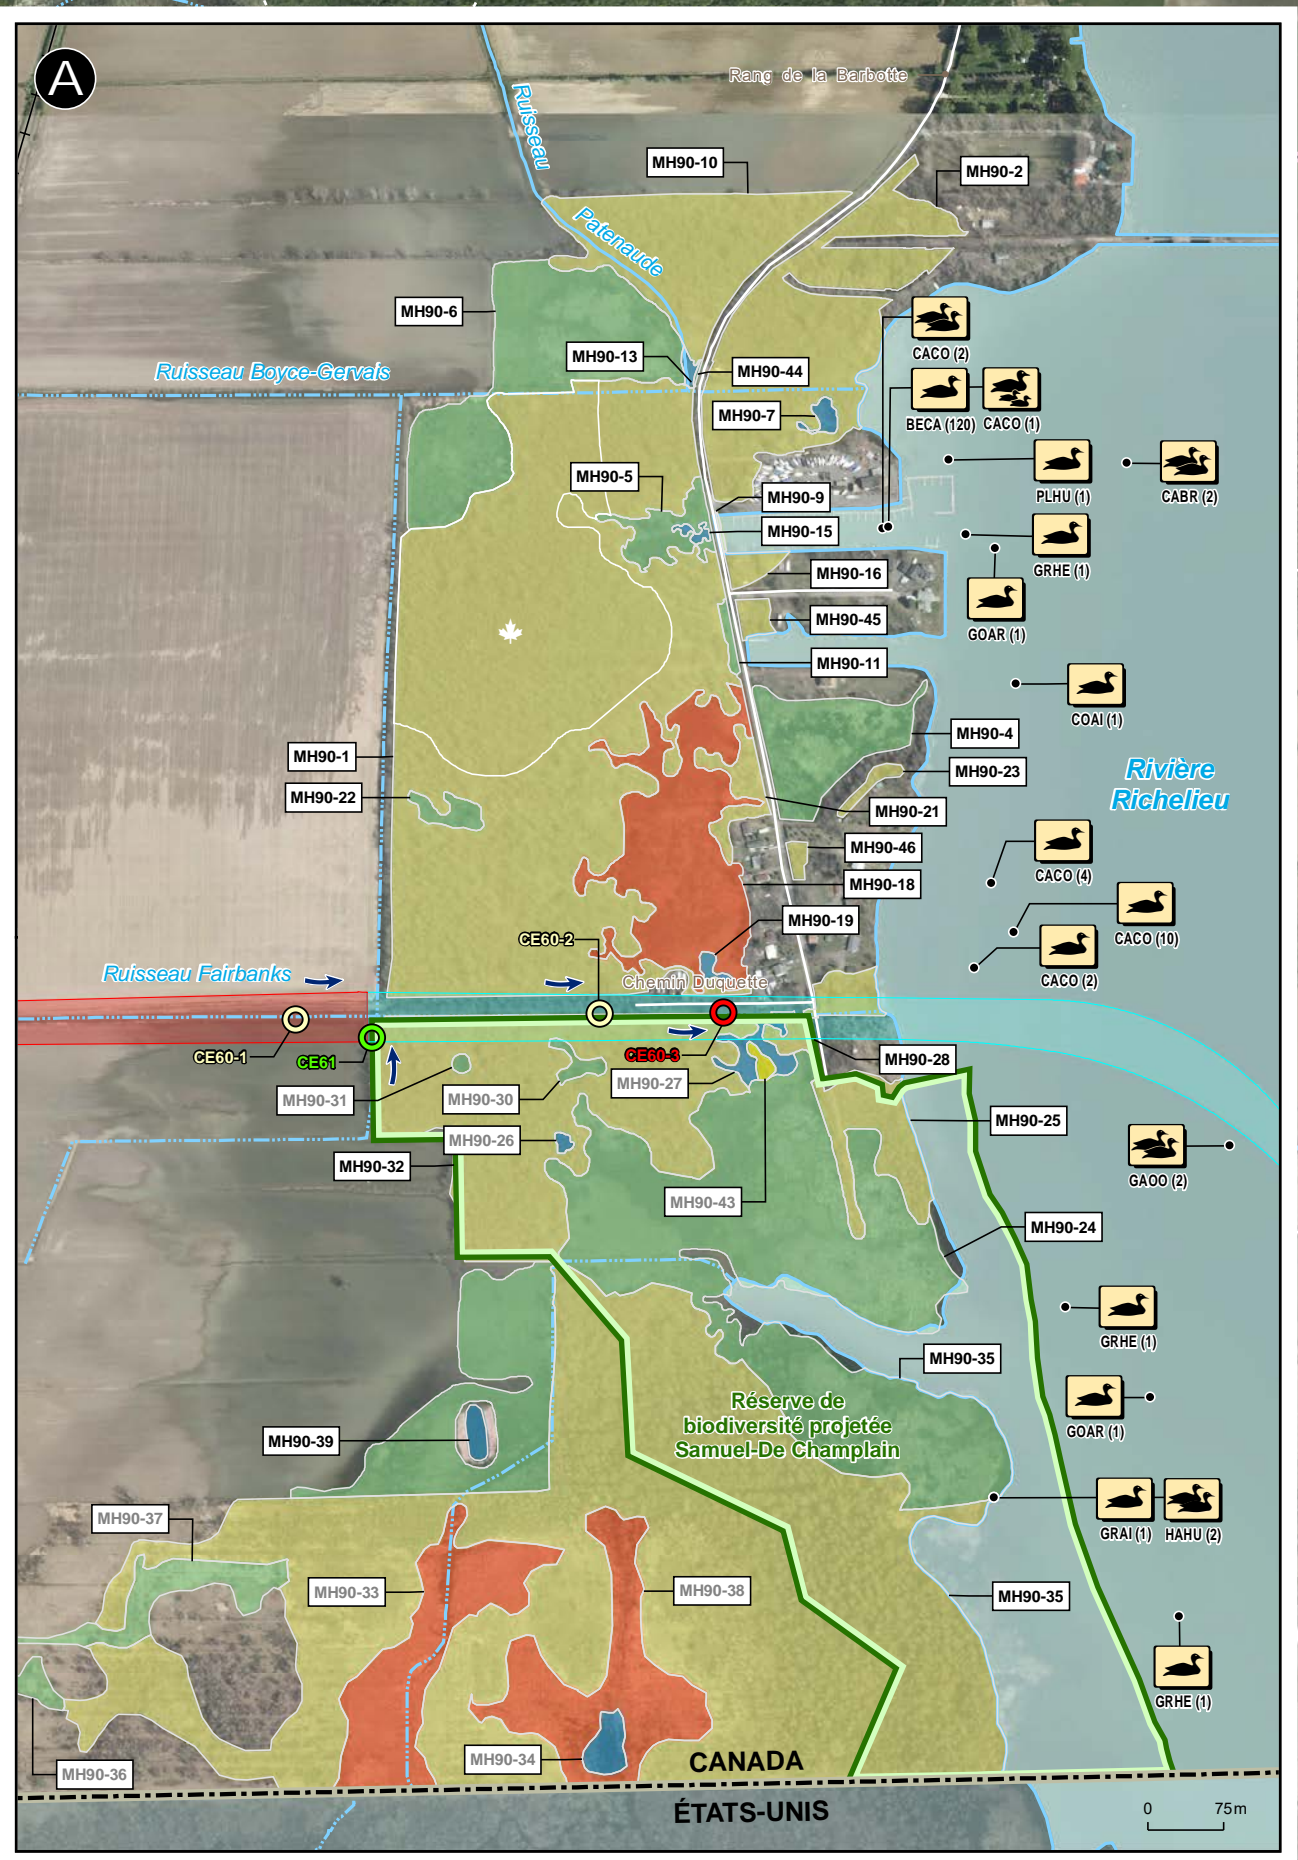 A
Rang de la Barbotte
Ruisseau
MH90-10
MH90-2
Patenaude
MH90-6
CACO (2)
MH90-13
MH90-44
Ruisseau Boyce-Gervais
MH90-7
BECA (120)
CACO (1)
MH90-5
PLHU (1)
CABR (2)
MH90-9
MH90-15
MH90-16
GRHE (1)
MH90-45
GOAR (1)
MH90-11
COAI (1)
MH90-4
MH90-1
MH90-23
Rivière
Richelieu
MH90-22
MH90-21
MH90-46
CACO (4)
MH90-18
MH90-19
CE60-2
CACO (10)
Ruisseau Fairbanks
Chemin Duquette
CACO (2)
CE60-1
CE61
CE60-3
MH90-28
MH90-27
MH90-31
MH90-30
MH90-25
MH90-26
MH90-32
GAOO (2)
MH90-43
MH90-24
GRHE (1)
MH90-35
Réserve de
biodiversité projetée
Samuel-De Champlain
GOAR (1)
MH90-39
MH90-37
GRAI (1)
HAHU (2)
MH90-33
MH90-38
MH90-35
GRHE (1)
MH90-34
MH90-36
CANADA
ÉTATS-UNIS
0 75m